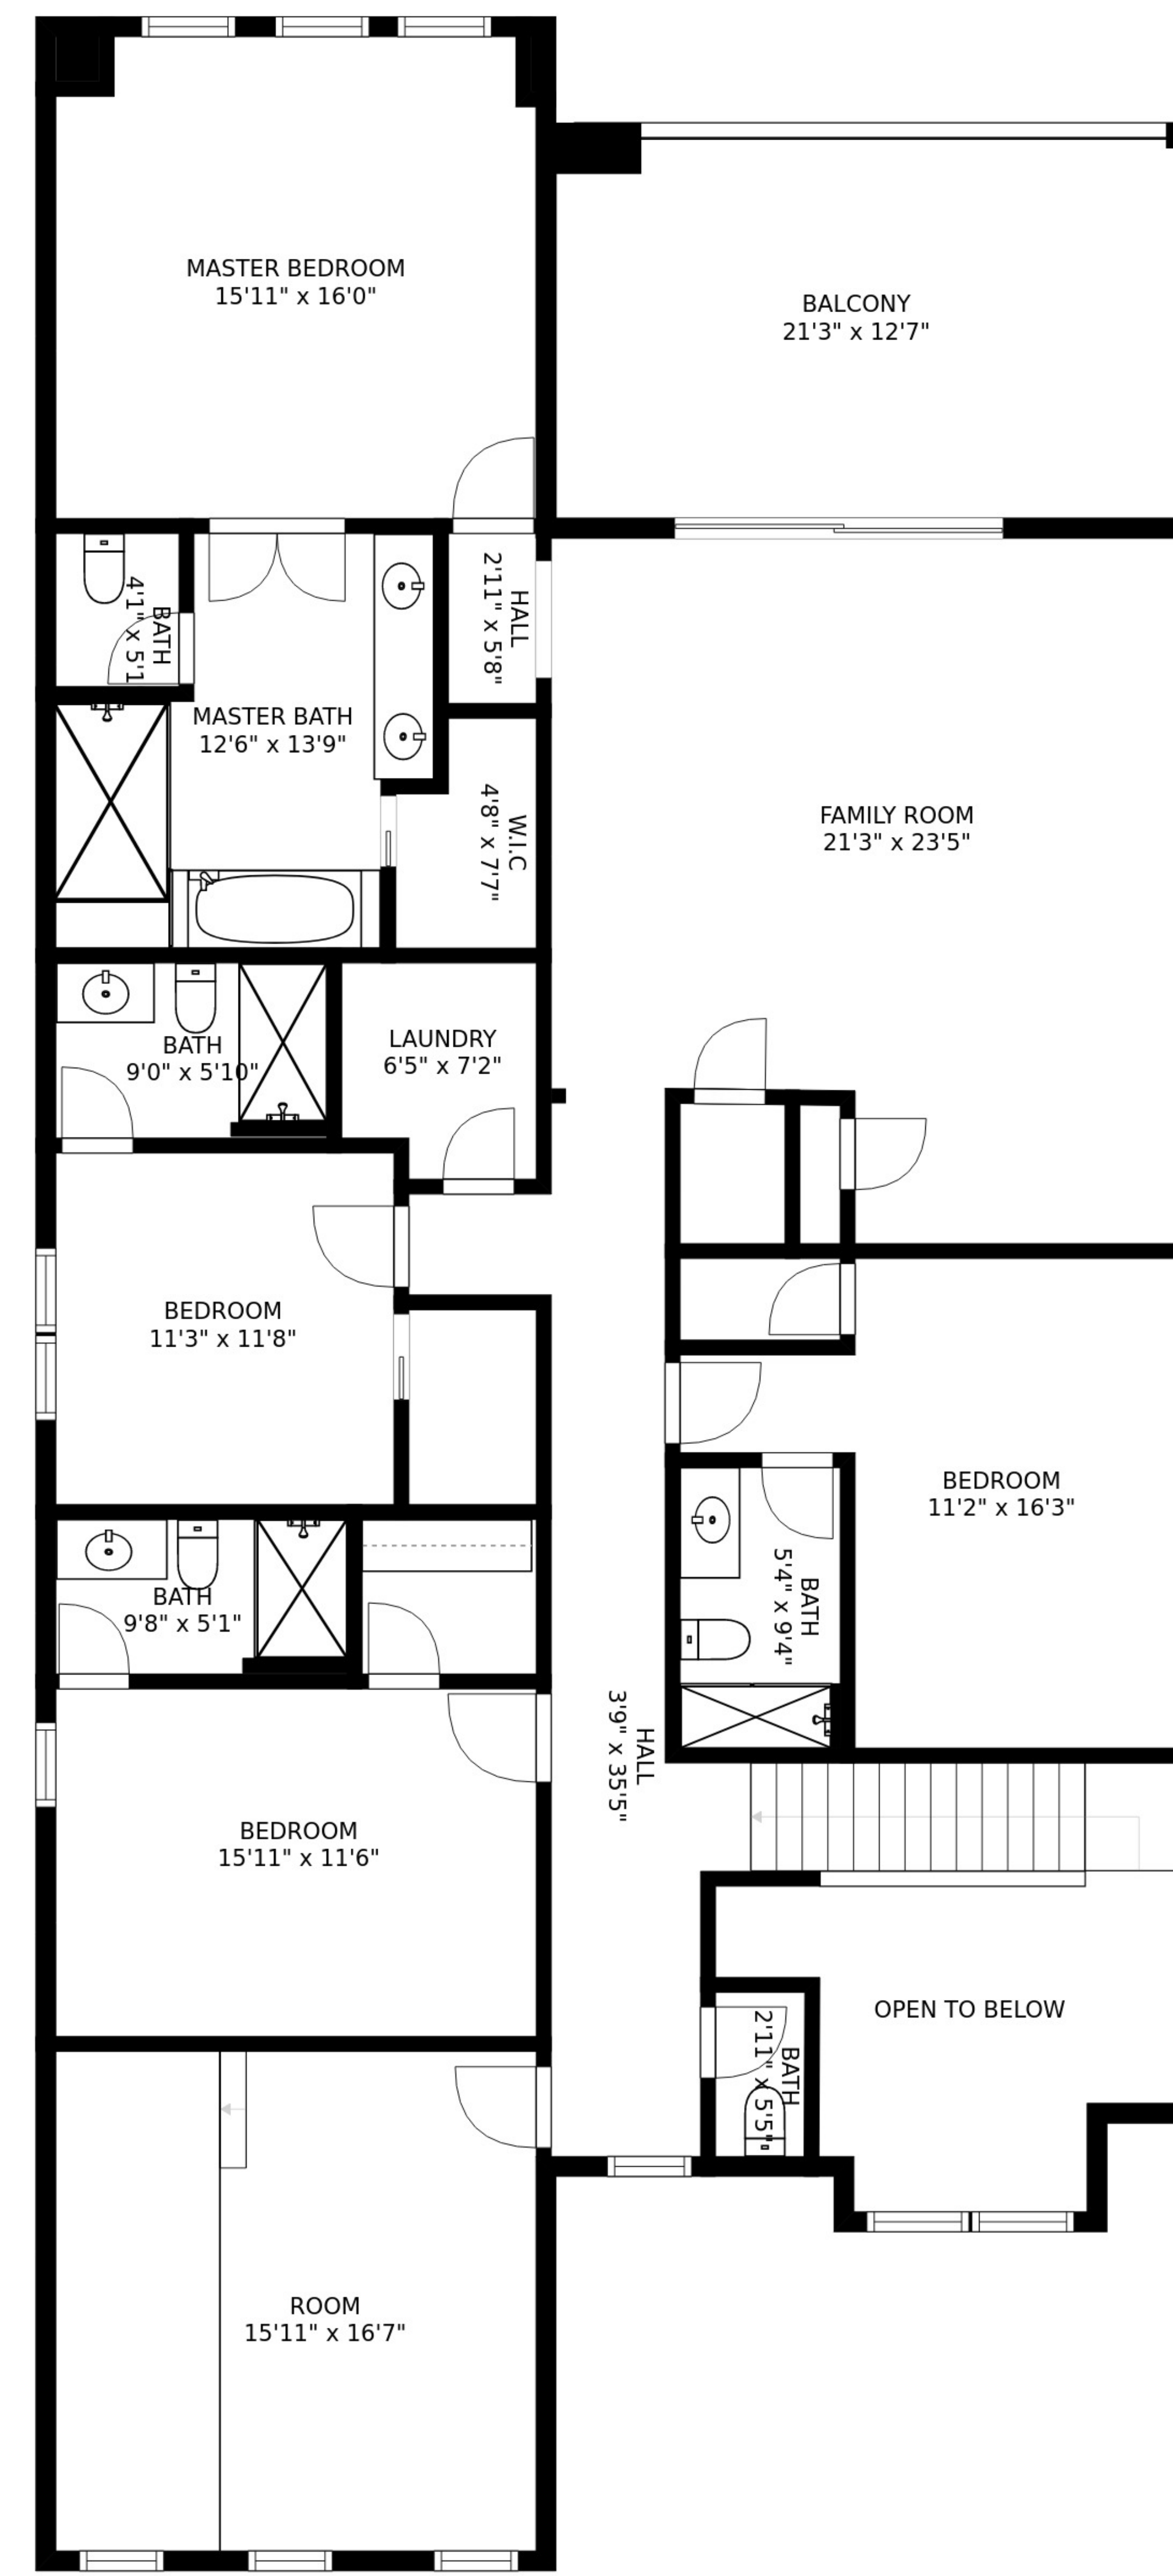 MASTER BEDROOM
15'11" x 16'0"
BALCONY
21'3" x 12'7"
HALL
2'11" x 5'8"
BATH
4'1" x 5'1
MASTER BATH
12'6" x 13'9"
W.I.C
4'8" x 7'7"
FAMILY ROOM
21'3" x 23'5"
LAUNDRY
6'5" x 7'2"
BATH
9'0" x 5'10"
BEDROOM
11'3" x 11'8"
BEDROOM
11'2" x 16'3"
BATH
5'4" x 9'4"
BATH
9'8" x 5'1"
HALL
3'9" x 35'5"
BEDROOM
15'11" x 11'6"
OPEN TO BELOW
BATH
2'11" x 5'5"
ROOM
15'11" x 16'7"